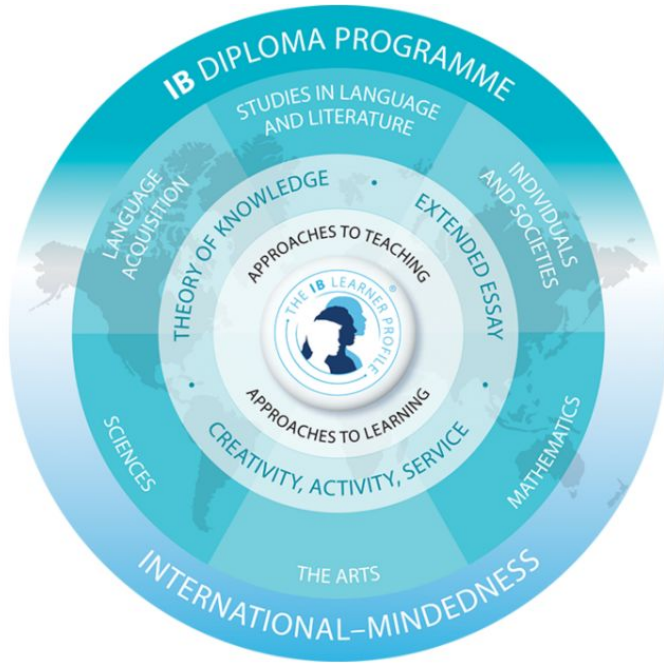 IB DIPLOMA PROGRAMME
STUDIES IN LANGUAGE
AND LITERATURE
LANGUAGE
ACQUISITION
INDIVIDUALS
AND SOCIETIES
THEORY OF KNOWLEDGE
EXTENDED ESSAY
APPROACHES TO TEACHING
THE IB LEARNER PROFILE
®
APPROACHES TO LEARNING
CREATIVITY, ACTIVITY, SERVICE
SCIENCES
MATHEMATICS
THE ARTS
INTERNATIONAL–MINDEDNESS